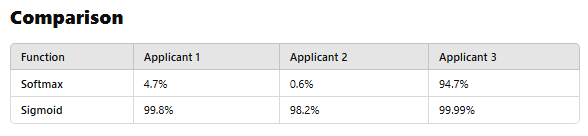 Comparison
Function Applicant 1 Applicant 2 Applicant 3
Softmax 4.7% 0.6% 94.7%
Sigmoid 99.8% 98.2% 99.99%